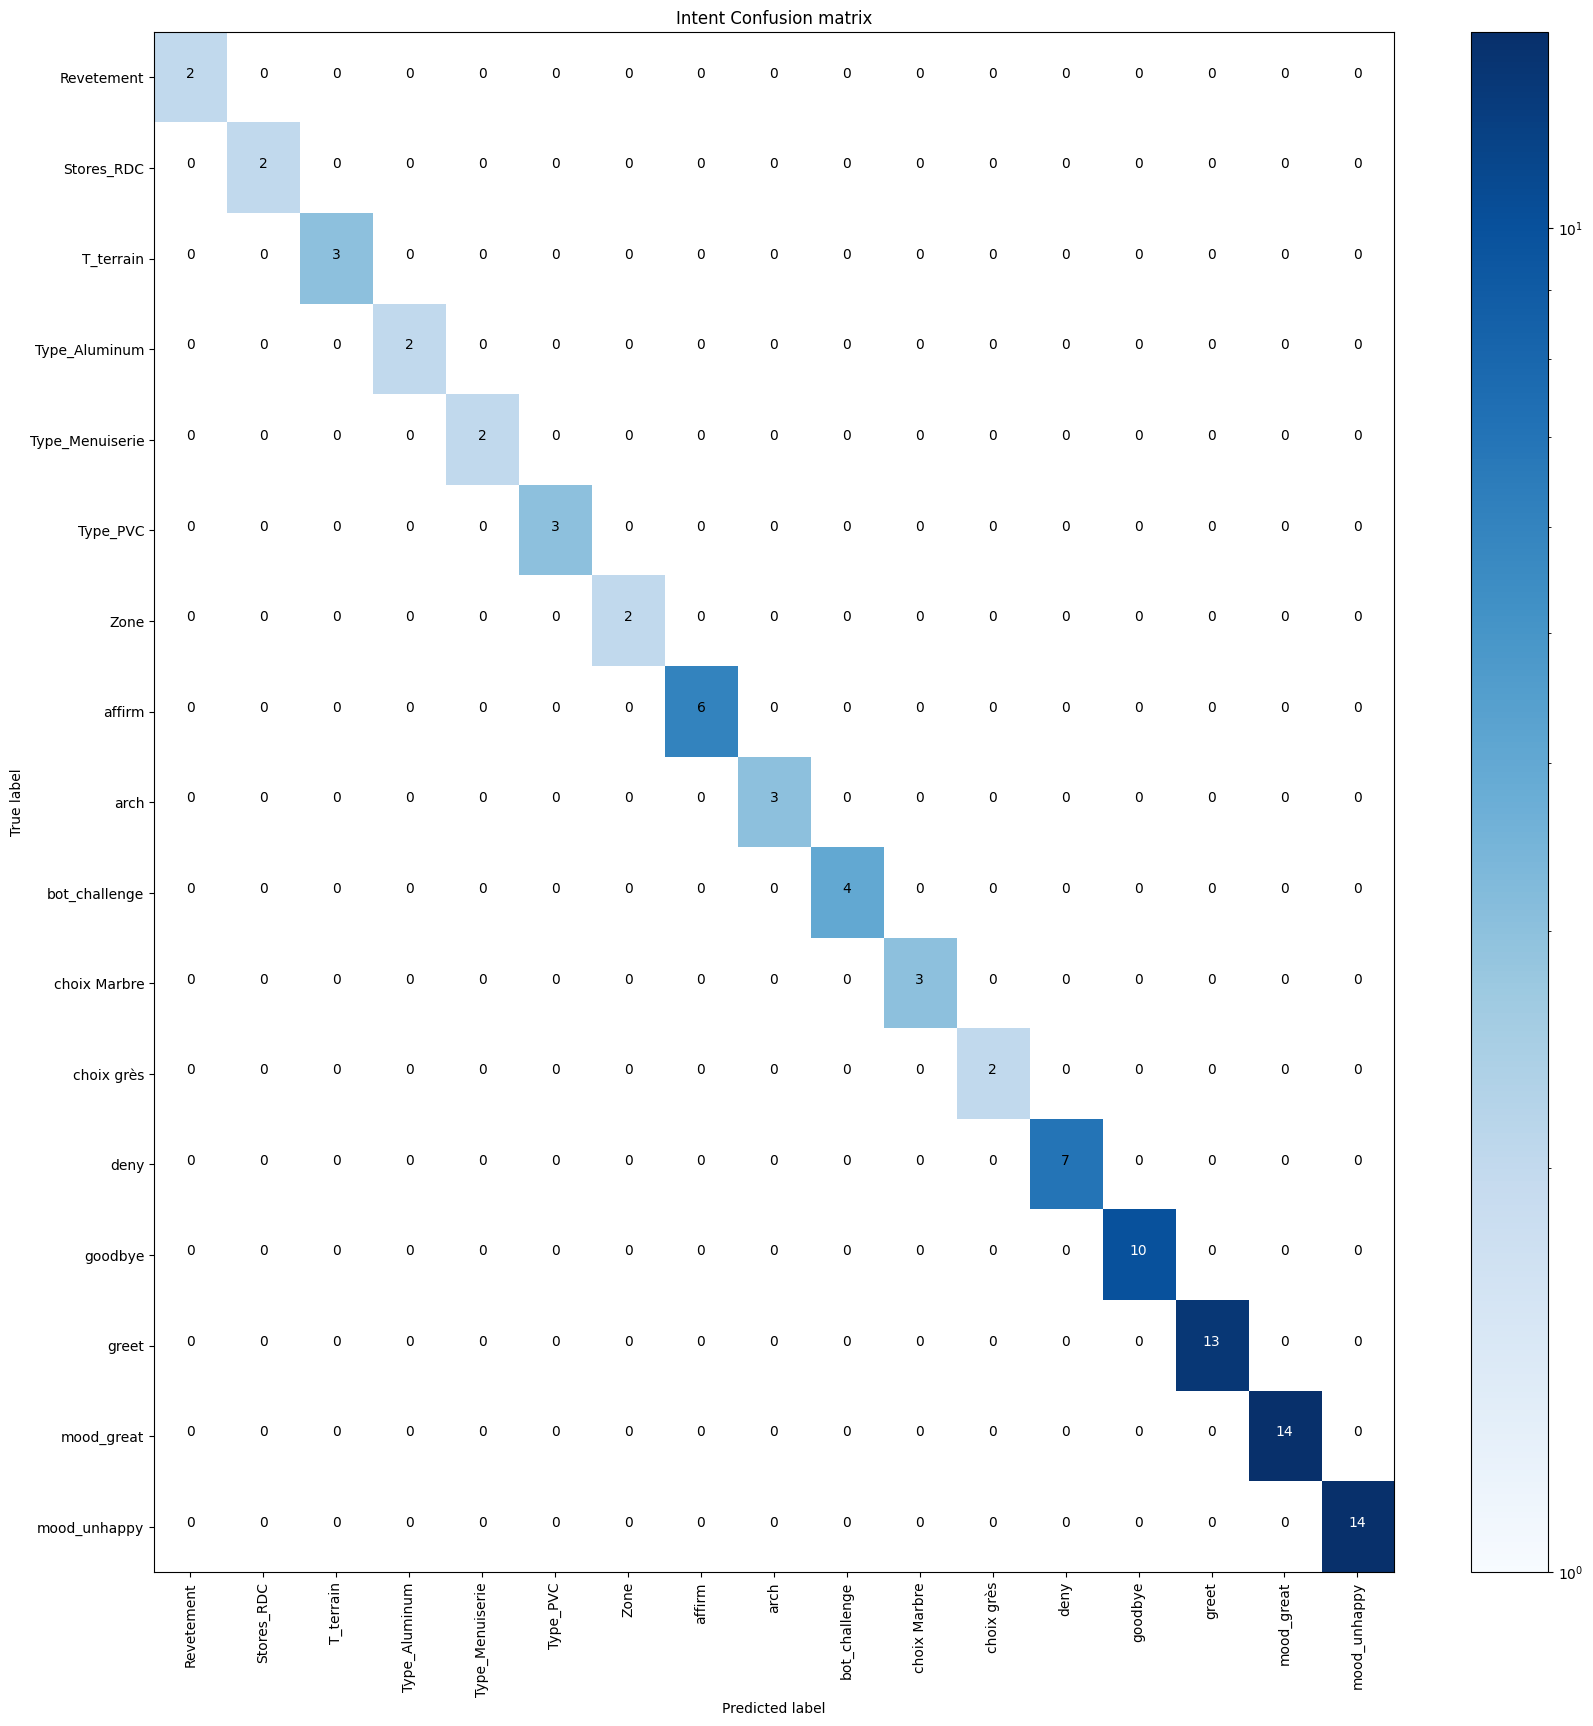 Intent Confusion matrix
Revetement 2 0 0 0 0 0 0 0 0 0 0 0 0 0 0 0 0
Stores_RDC 0 2 0 0 0 0 0 0 0 0 0 0 0 0 0 0 0
T_terrain 0 0 3 0 0 0 0 0 0 0 0 0 0 0 0 0 0
Type_Aluminum 0 0 0 2 0 0 0 0 0 0 0 0 0 0 0 0 0
Type_Menuiserie 0 0 0 0 2 0 0 0 0 0 0 0 0 0 0 0 0
Type_PVC 0 0 0 0 0 3 0 0 0 0 0 0 0 0 0 0 0
Zone 0 0 0 0 0 0 2 0 0 0 0 0 0 0 0 0 0
affirm 0 0 0 0 0 0 0 6 0 0 0 0 0 0 0 0 0
arch 0 0 0 0 0 0 0 0 3 0 0 0 0 0 0 0 0
bot_challenge 0 0 0 0 0 0 0 0 0 4 0 0 0 0 0 0 0
choix Marbre 0 0 0 0 0 0 0 0 0 0 3 0 0 0 0 0 0
choix grès 0 0 0 0 0 0 0 0 0 0 0 2 0 0 0 0 0
deny 0 0 0 0 0 0 0 0 0 0 0 0 7 0 0 0 0
goodbye 0 0 0 0 0 0 0 0 0 0 0 0 0 10 0 0 0
greet 0 0 0 0 0 0 0 0 0 0 0 0 0 0 13 0 0
mood_great 0 0 0 0 0 0 0 0 0 0 0 0 0 0 0 14 0
mood_unhappy 0 0 0 0 0 0 0 0 0 0 0 0 0 0 0 0 14
True label
Revetement
Stores_RDC
T_terrain
Type_Aluminum
Type_Menuiserie
Type_PVC
Zone
affirm
arch
bot_challenge
choix Marbre
choix grès
deny
goodbye
greet
mood_great
mood_unhappy
Predicted label
10¹
10⁰